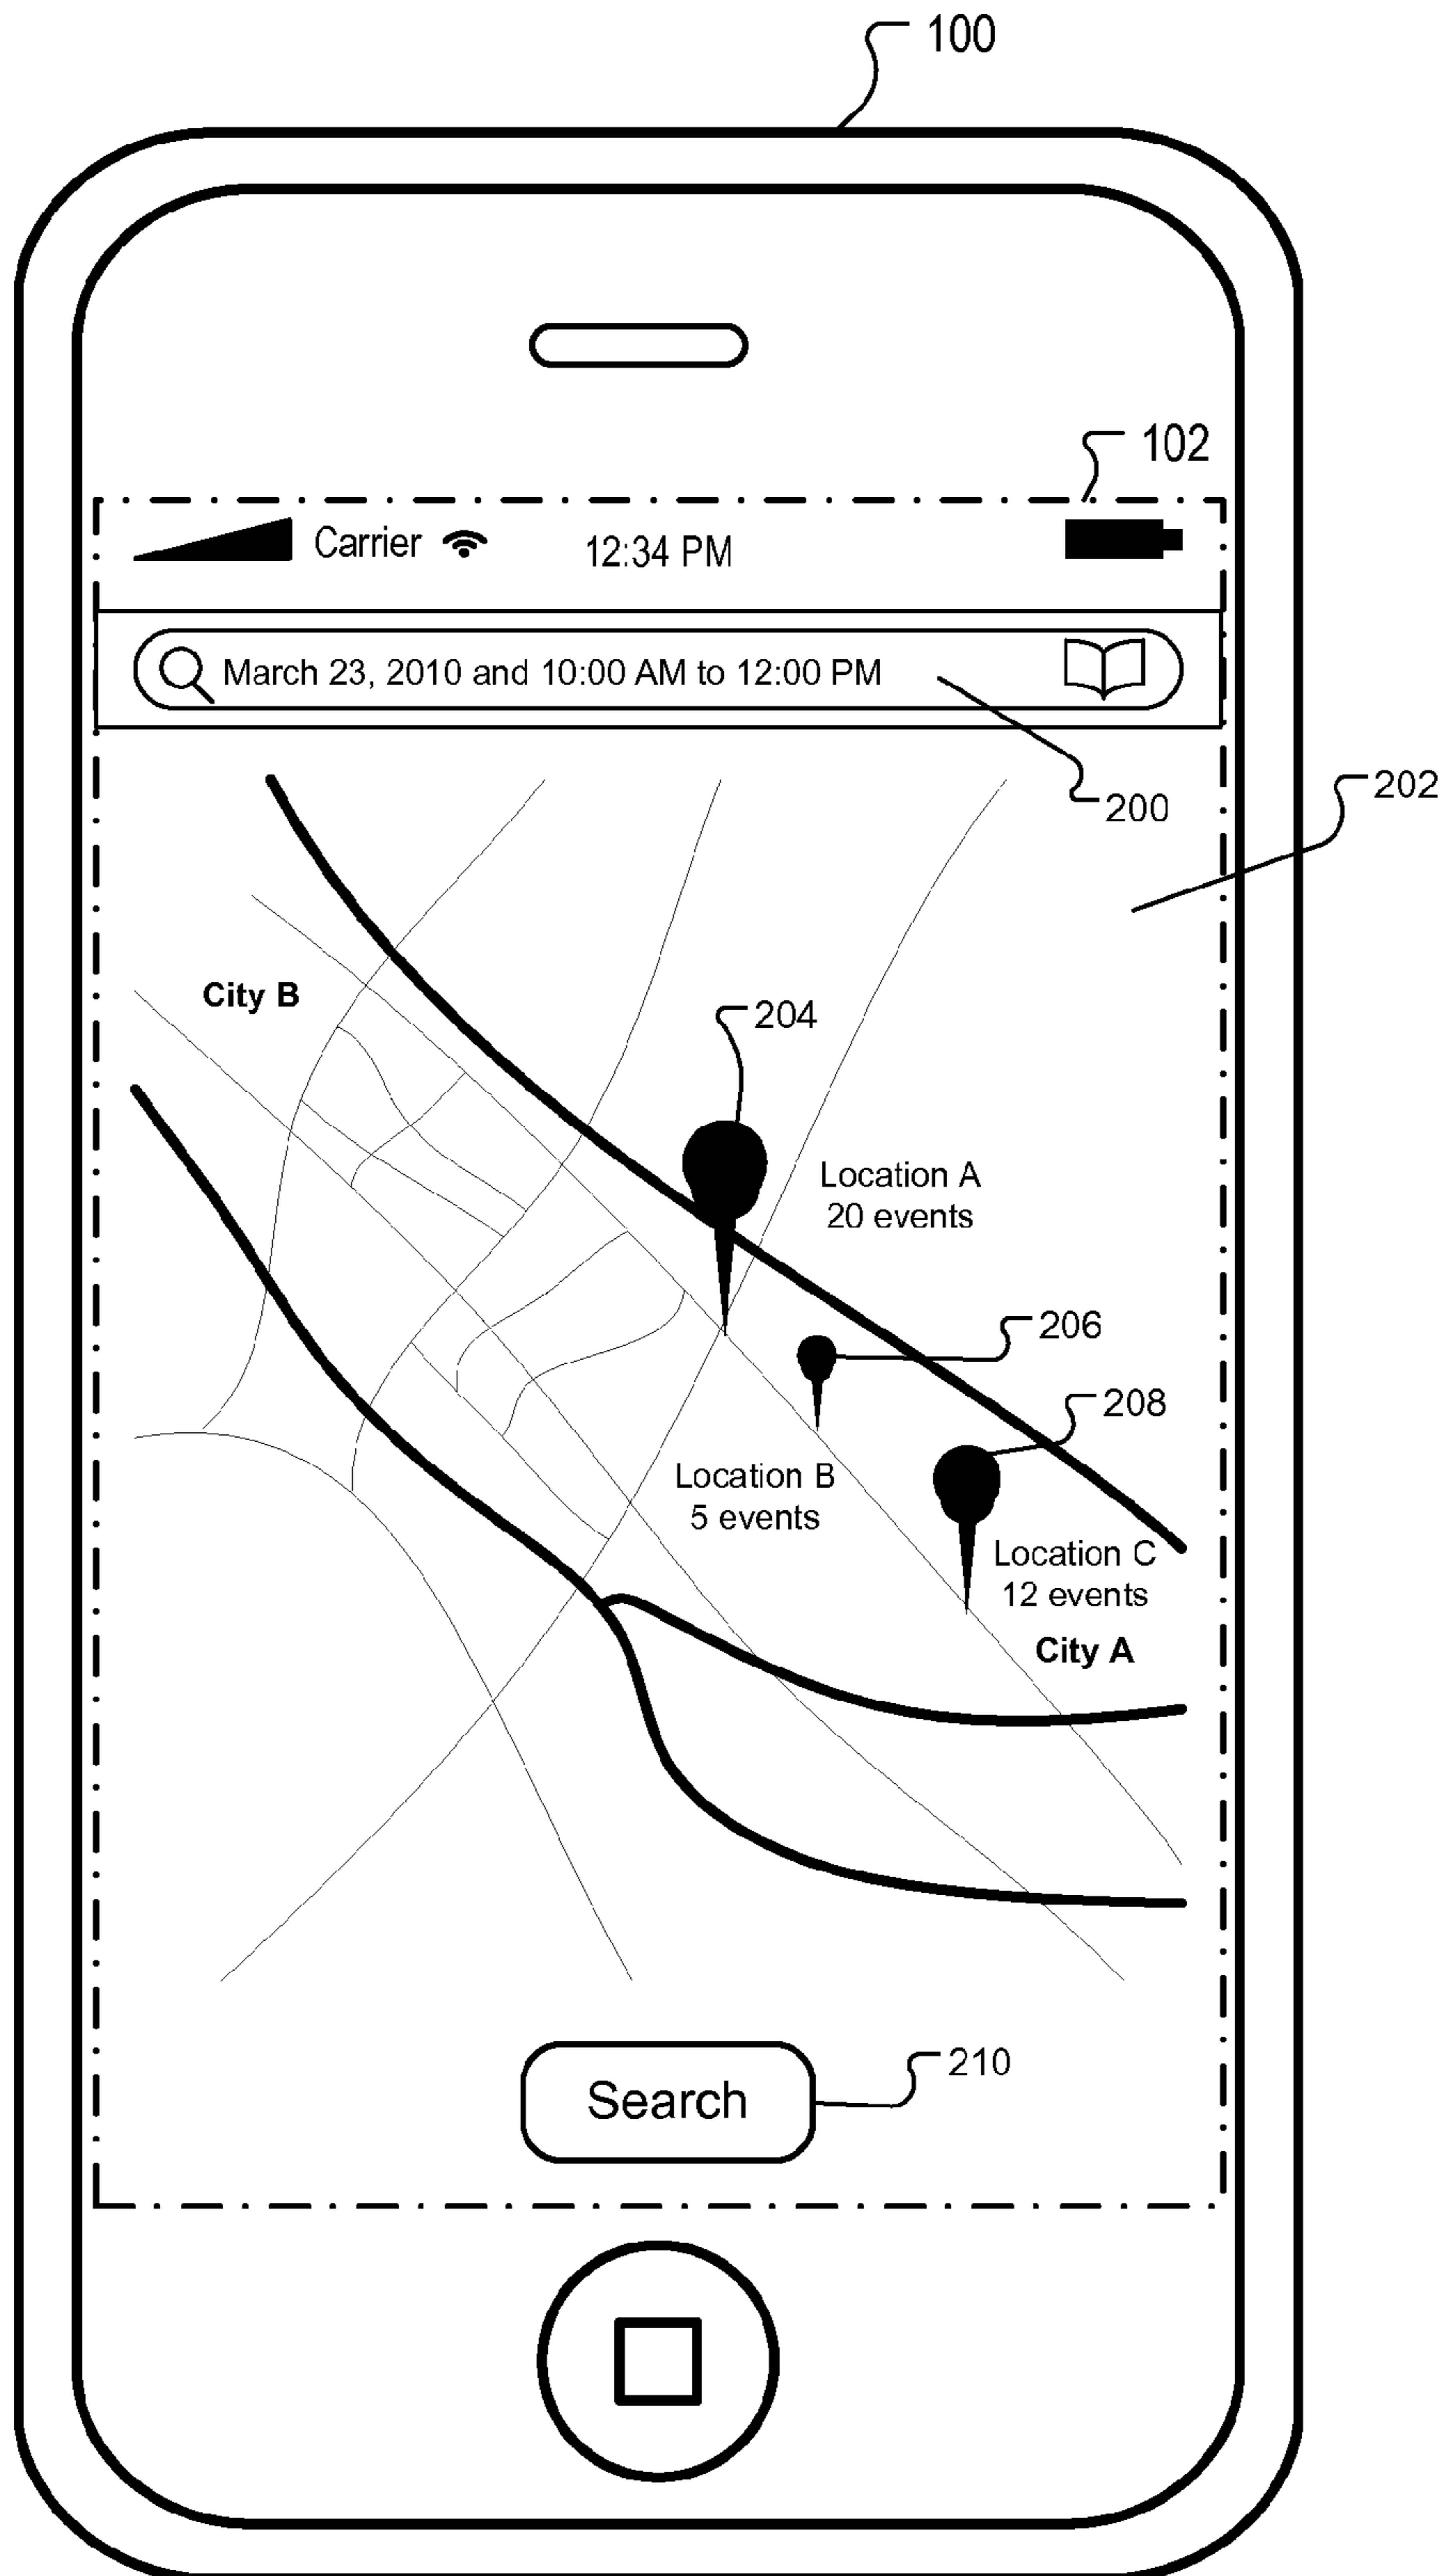 100
102
Carrier 12:34 PM
March 23, 2010 and 10:00 AM to 12:00 PM
200
202
City B
204
Location A
20 events
206
208
Location B
5 events
Location C
12 events
City A
Search
210